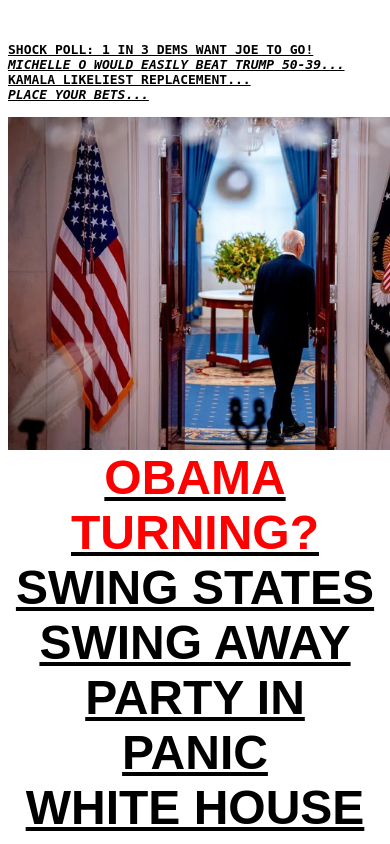 SHOCK POLL: 1 IN 3 DEMS WANT JOE TO GO!
MICHELLE O WOULD EASILY BEAT TRUMP 50-39...
KAMALA LIKELIEST REPLACEMENT...
PLACE YOUR BETS...
OBAMA
TURNING?
SWING STATES
SWING AWAY
PARTY IN
PANIC
WHITE HOUSE